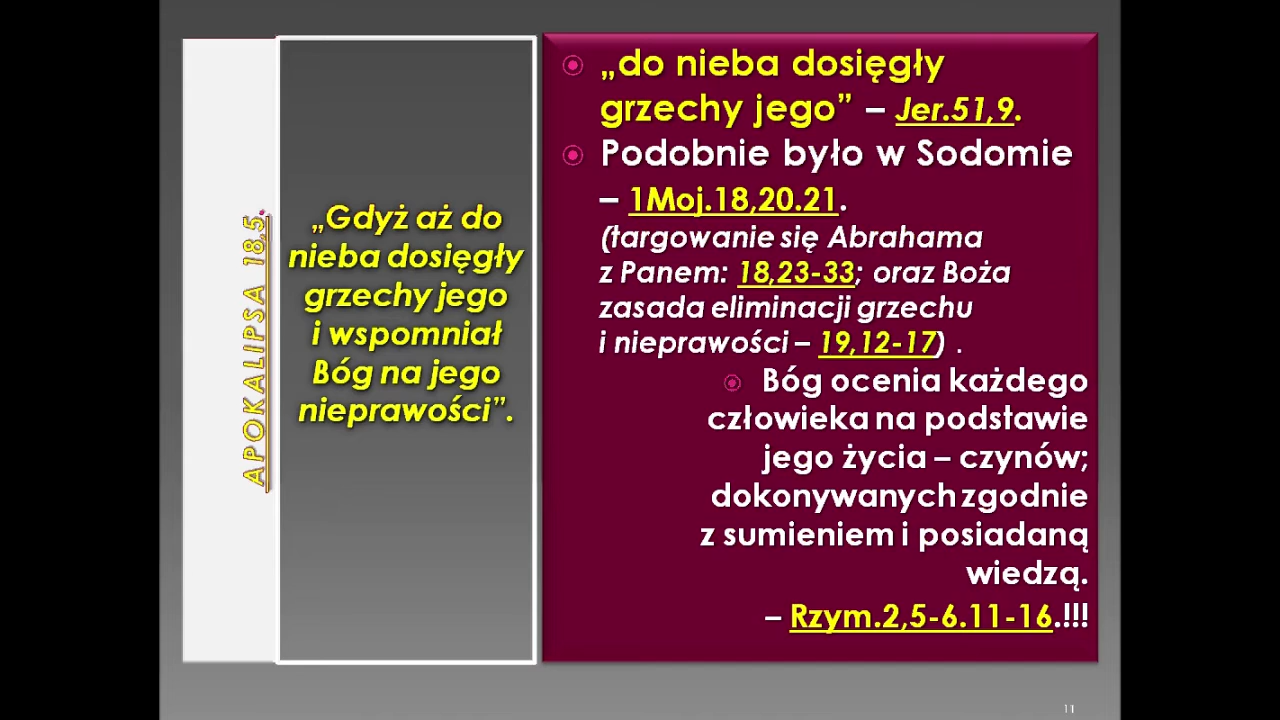 APOKALIPSA 18,5.
„Gdyż aż do
nieba dosięgły
grzechy jego
i wspomniał
Bóg na jego
nieprawości”.
„do nieba dosięgły
grzechy jego” – Jer.51,9.
Podobnie było w Sodomie
– 1Moj.18,20.21.
(targowanie się Abrahama
z Panem: 18,23-33; oraz Boża
zasada eliminacji grzechu
i nieprawości – 19,12-17) .
Bóg ocenia każdego
człowieka na podstawie
jego życia – czynów;
dokonywanych zgodnie
z sumieniem i posiadaną
wiedzą.
– Rzym.2,5-6.11-16.!!!
11